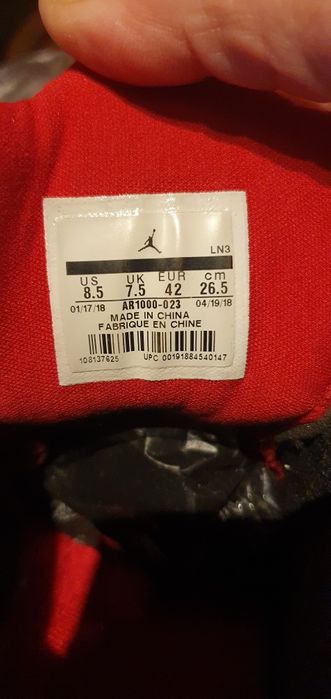 LN3
US UK EUR cm
8.5 7.5 42 26.5
01/17/18 AR1000-023 04/19/18
MADE IN CHINA
FABRIQUE EN CHINE
108137625 UPC 00191884540147